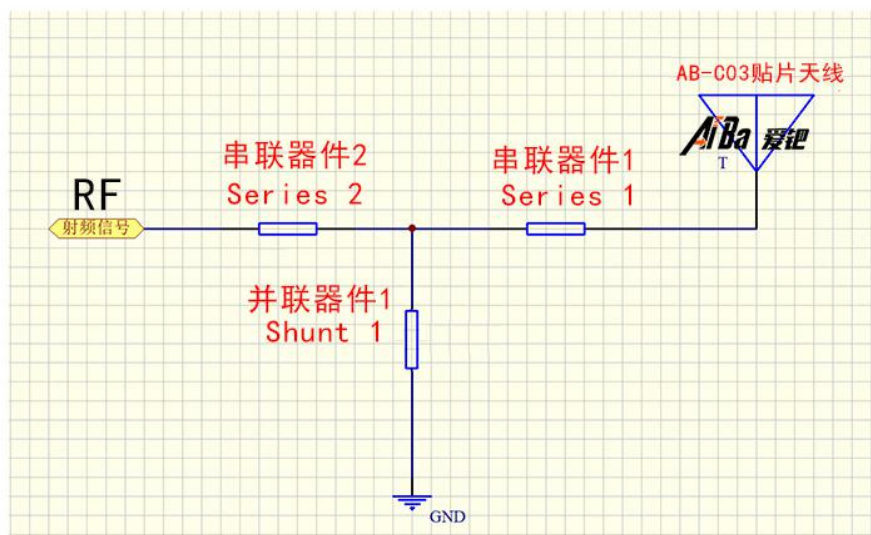 AB-C03贴片天线
AiBa 爱钯
T
串联器件2
Series 2
串联器件1
Series 1
RF
射频信号
并联器件1
Shunt 1
GND